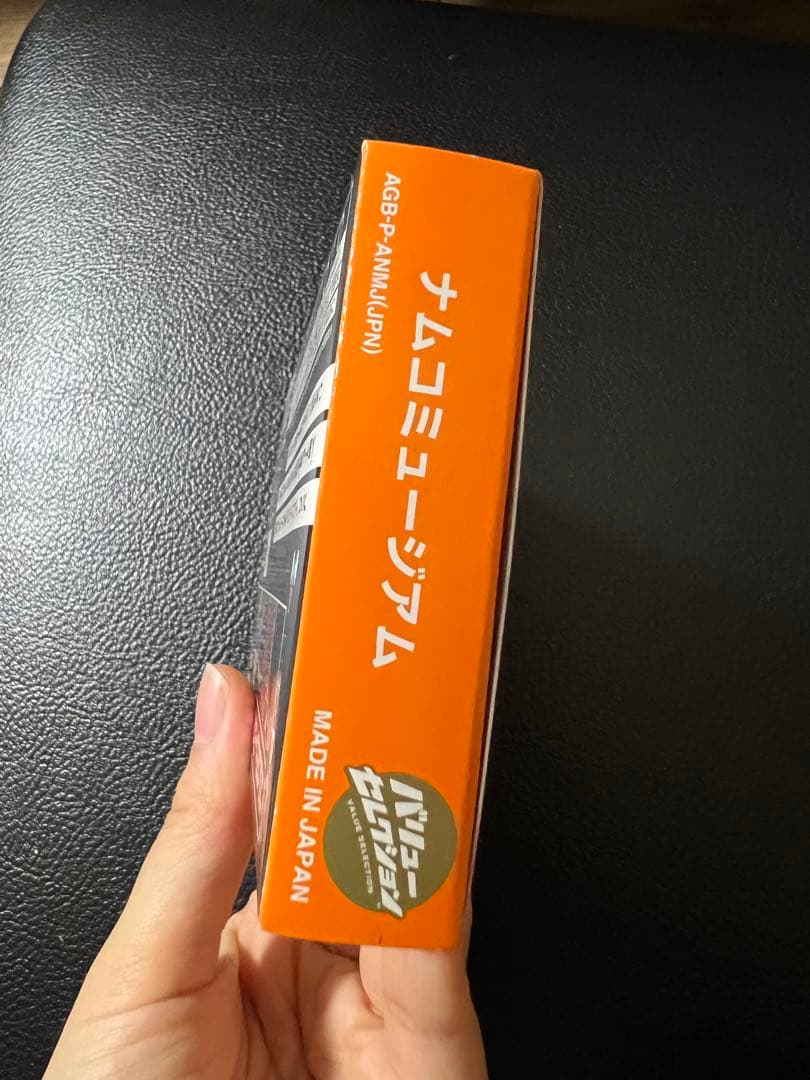 AGB-P-ANMJ(JPN)
ナムコミュージアム
MADE IN JAPAN
バリュー
セレクション
VALUE SELECTION